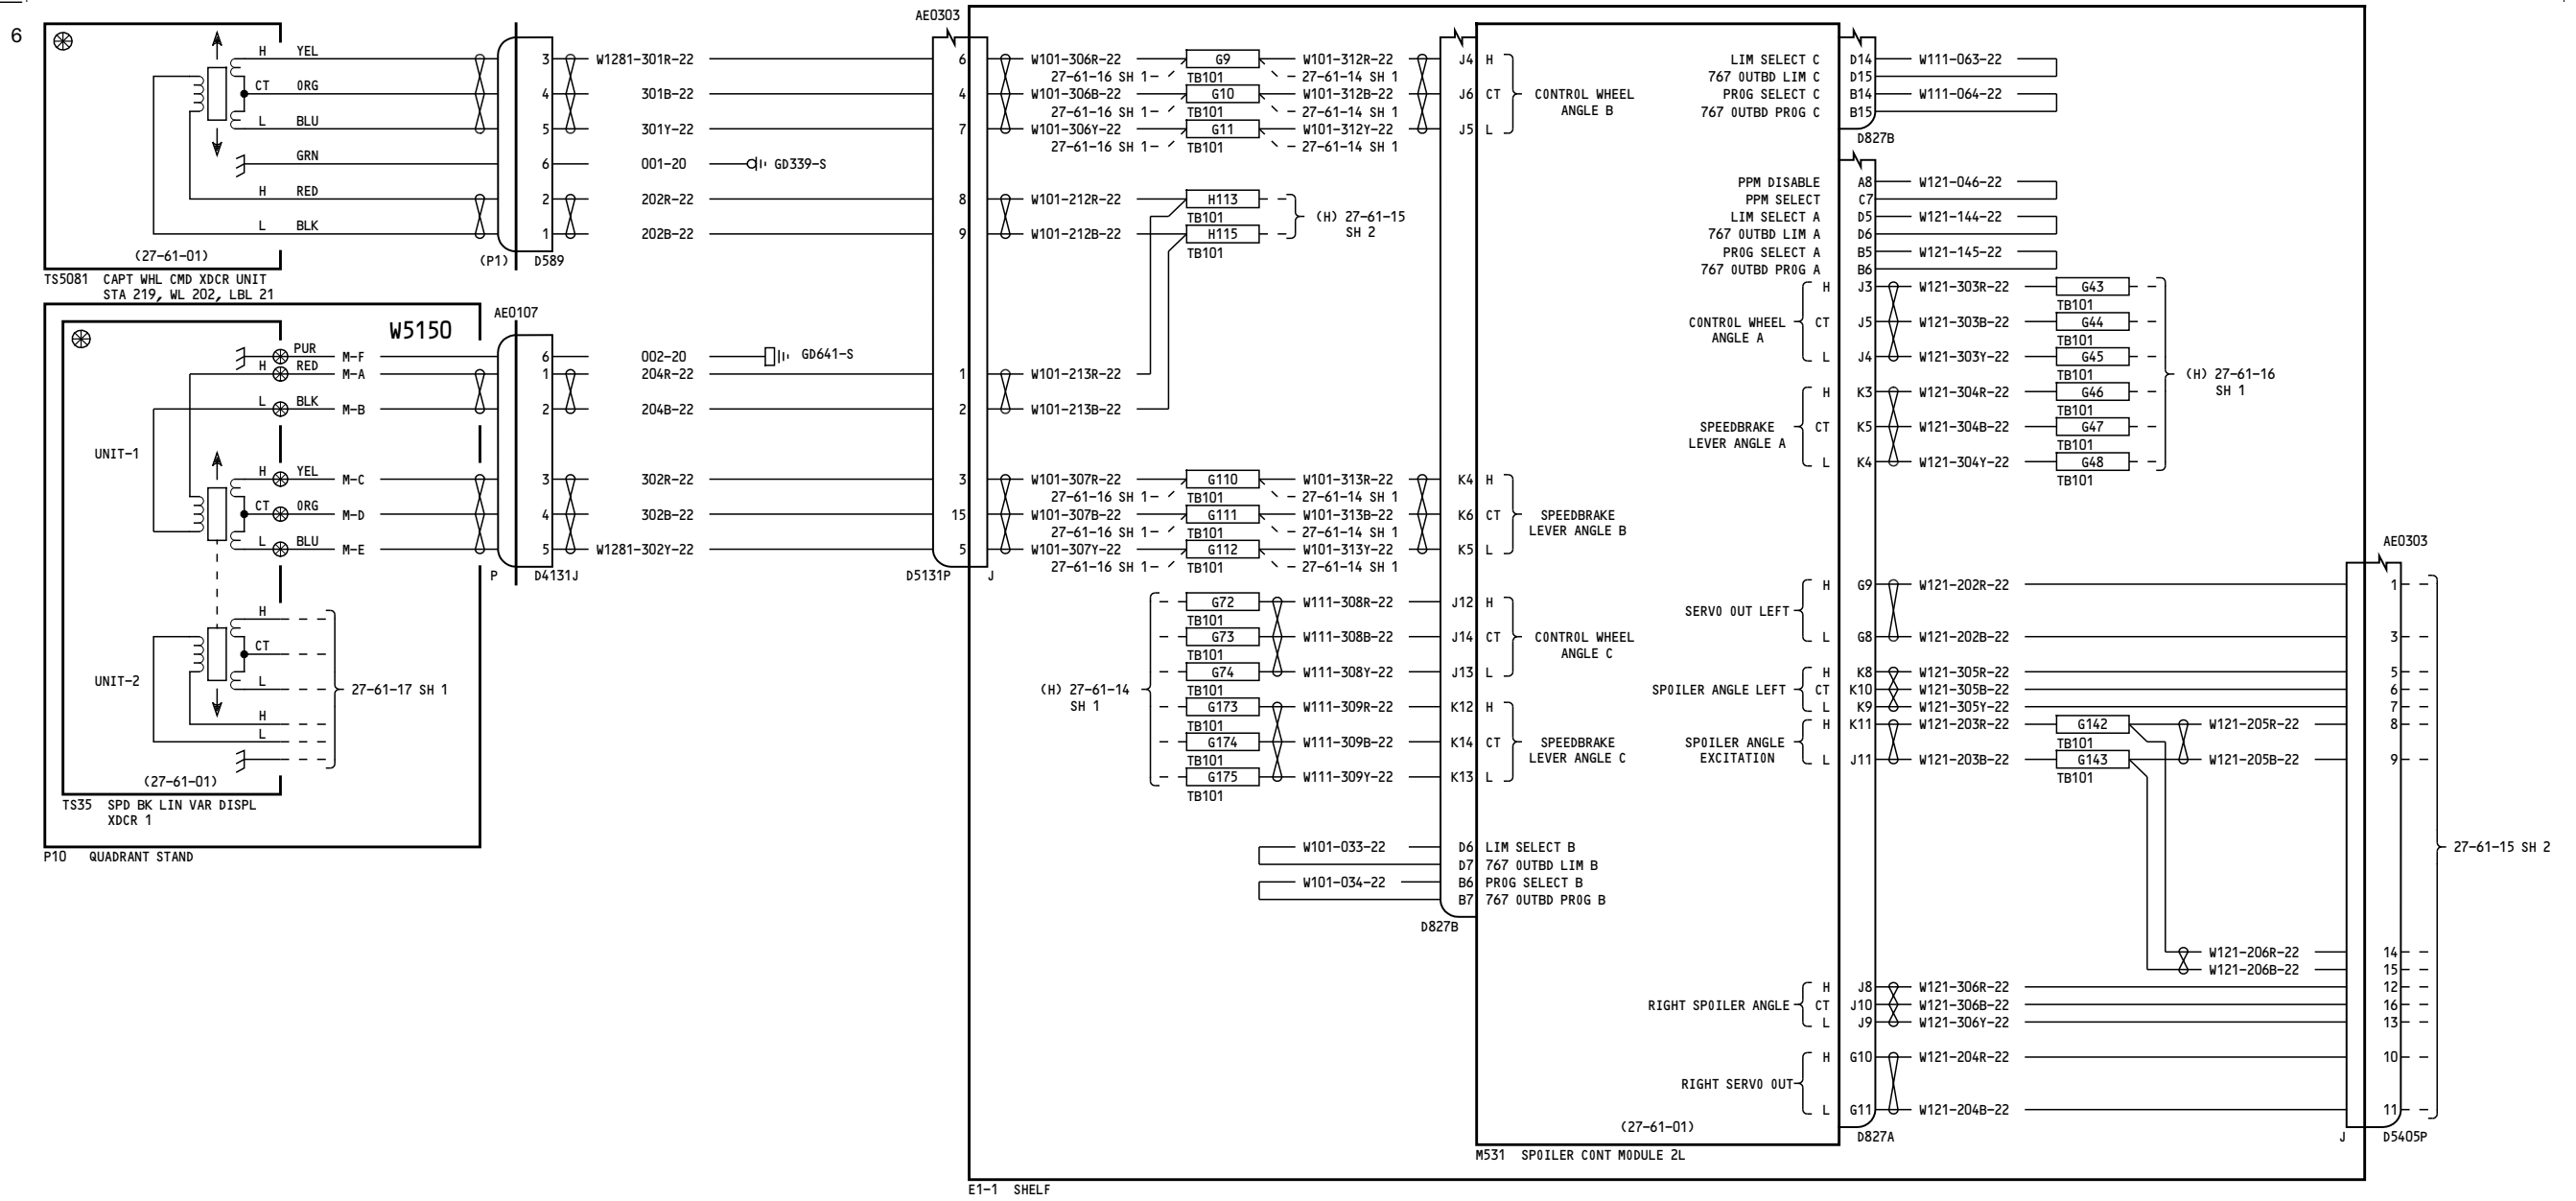 6
H YEL
CT ORG
L BLU
GRN
H RED
L BLK
(27-61-01)
TS5081 CAPT WHL CMD XDCR UNIT
STA 219, WL 202, LBL 21
3
4
5
6
2
1
(P1) D589
W1281-301R-22
301B-22
301Y-22
001-20 GD339-S
202R-22
202B-22
W5150
PUR M-F
H RED M-A
L BLK M-B
UNIT-1
H YEL M-C
CT ORG M-D
L BLU M-E
H
CT
L
UNIT-2
H
L
27-61-17 SH 1
(27-61-01)
TS35 SPD BK LIN VAR DISPL
XDCR 1
P10 QUADRANT STAND
AE0107
6
1
2
3
4
5
P D4131J
002-20 GD641-S
204R-22
204B-22
302R-22
302B-22
W1281-302Y-22
AE0303
6
4
7
8
9
1
2
3
15
5
D5131P J
W101-306R-22 G9 W101-312R-22
27-61-16 SH 1 TB101 27-61-14 SH 1
W101-306B-22 G10 W101-312B-22
27-61-16 SH 1 TB101 27-61-14 SH 1
W101-306Y-22 G11 W101-312Y-22
27-61-16 SH 1 TB101 27-61-14 SH 1
W101-212R-22 H113
TB101
W101-212B-22 H115
TB101
(H) 27-61-15
SH 2
W101-213R-22
W101-213B-22
W101-307R-22 G110 W101-313R-22
27-61-16 SH 1 TB101 27-61-14 SH 1
W101-307B-22 G111 W101-313B-22
27-61-16 SH 1 TB101 27-61-14 SH 1
W101-307Y-22 G112 W101-313Y-22
27-61-16 SH 1 TB101 27-61-14 SH 1
(H) 27-61-14
SH 1
G72 W111-308R-22
TB101
G73 W111-308B-22
TB101
G74 W111-308Y-22
TB101
G173 W111-309R-22
TB101
G174 W111-309B-22
TB101
G175 W111-309Y-22
TB101
W101-033-22
W101-034-22
J4 H
J6 CT
J5 L
CONTROL WHEEL
ANGLE B
K4 H
K6 CT
K5 L
SPEEDBRAKE
LEVER ANGLE B
J12 H
J14 CT
J13 L
CONTROL WHEEL
ANGLE C
K12 H
K14 CT
K13 L
SPEEDBRAKE
LEVER ANGLE C
D6 LIM SELECT B
D7 767 OUTBD LIM B
B6 PROG SELECT B
B7 767 OUTBD PROG B
D827B
LIM SELECT C D14 W111-063-22
767 OUTBD LIM C D15
PROG SELECT C B14 W111-064-22
767 OUTBD PROG C B15
D827B
PPM DISABLE A8 W121-046-22
PPM SELECT C7
LIM SELECT A D5 W121-144-22
767 OUTBD LIM A D6
PROG SELECT A B5 W121-145-22
767 OUTBD PROG A B6
CONTROL WHEEL
ANGLE A
H J3 W121-303R-22 G43
TB101
CT J5 W121-303B-22 G44
TB101
L J4 W121-303Y-22 G45
TB101
SPEEDBRAKE
LEVER ANGLE A
H K3 W121-304R-22 G46
TB101
CT K5 W121-304B-22 G47
TB101
L K4 W121-304Y-22 G48
TB101
(H) 27-61-16
SH 1
SERVO OUT LEFT
H G9 W121-202R-22
L G8 W121-202B-22
SPOILER ANGLE LEFT
H K8 W121-305R-22
CT K10 W121-305B-22
L K9 W121-305Y-22
SPOILER ANGLE
EXCITATION
H K11 W121-203R-22 G142 W121-205R-22
TB101
L J11 W121-203B-22 G143 W121-205B-22
TB101
W121-206R-22
W121-206B-22
RIGHT SPOILER ANGLE
H J8 W121-306R-22
CT J10 W121-306B-22
L J9 W121-306Y-22
RIGHT SERVO OUT
H G10 W121-204R-22
L G11 W121-204B-22
(27-61-01)
D827A
M531 SPOILER CONT MODULE 2L
E1-1 SHELF
AE0303
1
3
5
6
7
8
9
14
15
12
16
13
10
11
J D5405P
27-61-15 SH 2